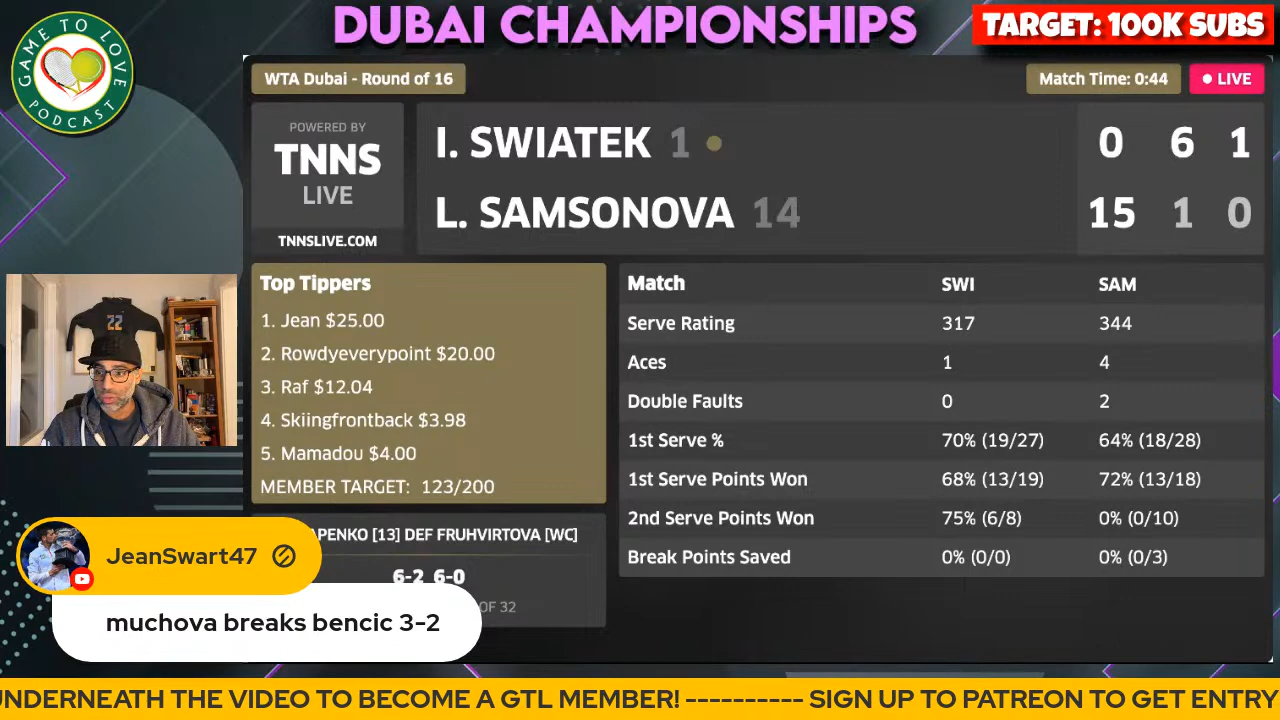 GAME TO LOVE
PODCAST
DUBAI CHAMPIONSHIPS
TARGET: 100K SUBS
WTA Dubai - Round of 16
Match Time: 0:44
LIVE
POWERED BY
TNNS
LIVE
TNNSLIVE.COM
I. SWIATEK 1 0 6 1
L. SAMSONOVA 14 15 1 0
Top Tippers
1. Jean $25.00
2. Rowdyeverypoint $20.00
3. Raf $12.04
4. Skiingfrontback $3.98
5. Mamadou $4.00
MEMBER TARGET: 123/200
Match SWI SAM
Serve Rating 317 344
Aces 1 4
Double Faults 0 2
1st Serve % 70% (19/27) 64% (18/28)
1st Serve Points Won 68% (13/19) 72% (13/18)
2nd Serve Points Won 75% (6/8) 0% (0/10)
Break Points Saved 0% (0/0) 0% (0/3)
22
APENKO [13] DEF FRUHVIRTOVA [WC]
6-2 6-0
OF 32
JeanSwart47
muchova breaks bencic 3-2
UNDERNEATH THE VIDEO TO BECOME A GTL MEMBER! ---------- SIGN UP TO PATREON TO GET ENTRY